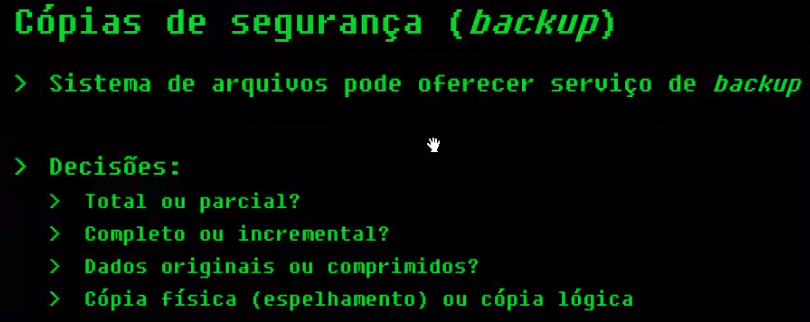 Cópias de segurança (backup)
> Sistema de arquivos pode oferecer serviço de backup
> Decisões:
> Total ou parcial?
> Completo ou incremental?
> Dados originais ou comprimidos?
> Cópia física (espelhamento) ou cópia lógica